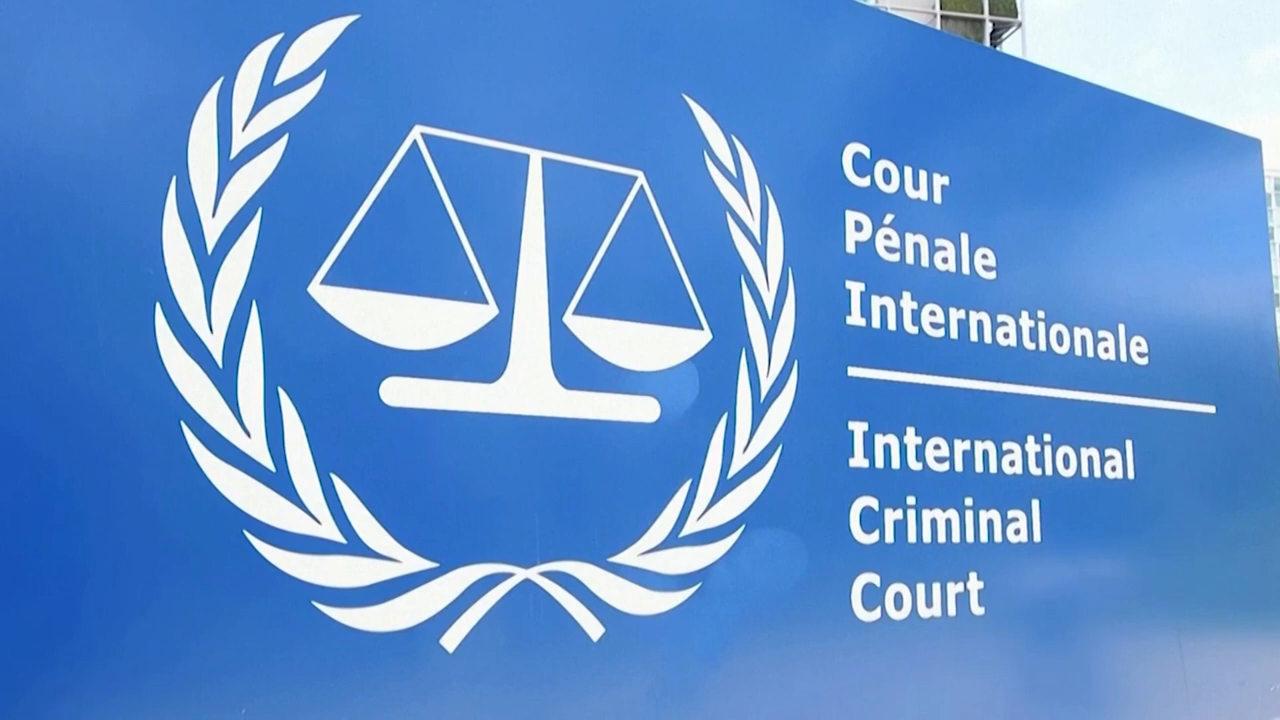 Cour
Pénale
Internationale
International
Criminal
Court